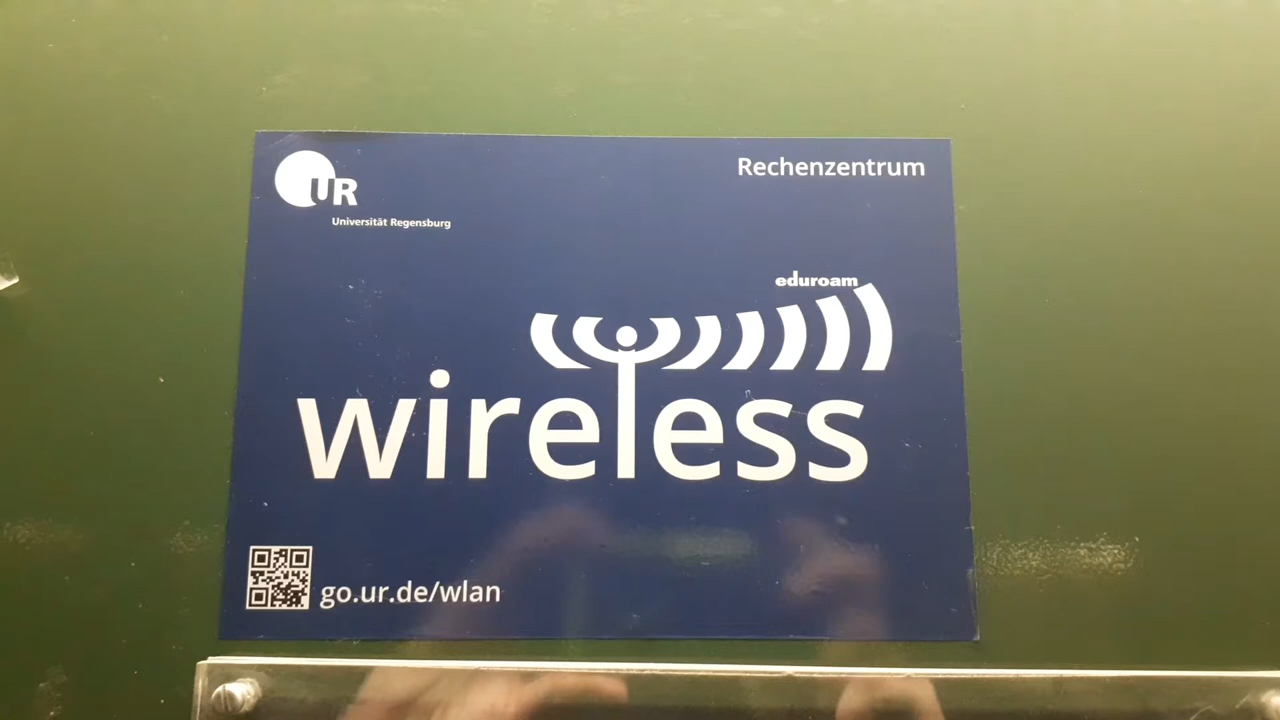 UR
Universität Regensburg
Rechenzentrum
eduroam
wireless
go.ur.de/wlan